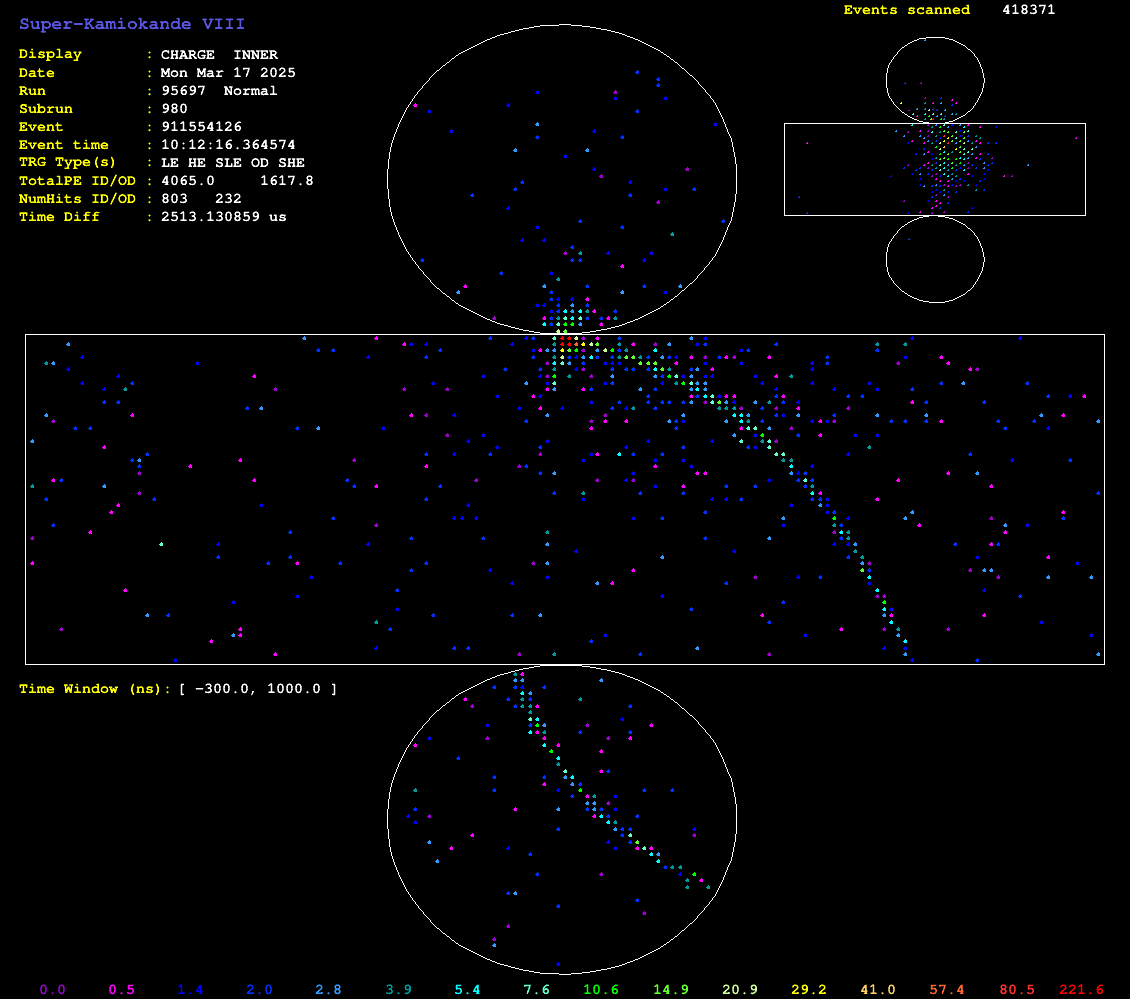 Super-Kamiokande VIII
Events scanned 418371
Display : CHARGE INNER
Date : Mon Mar 17 2025
Run : 95697 Normal
Subrun : 980
Event : 911554126
Event time : 10:12:16.364574
TRG Type(s) : LE HE SLE OD SHE
TotalPE ID/OD : 4065.0 1617.8
NumHits ID/OD : 803 232
Time Diff : 2513.130859 us
Time Window (ns): [ -300.0, 1000.0 ]
0.0 0.5 1.4 2.0 2.8 3.9 5.4 7.6 10.6 14.9 20.9 29.2 41.0 57.4 80.5 221.6